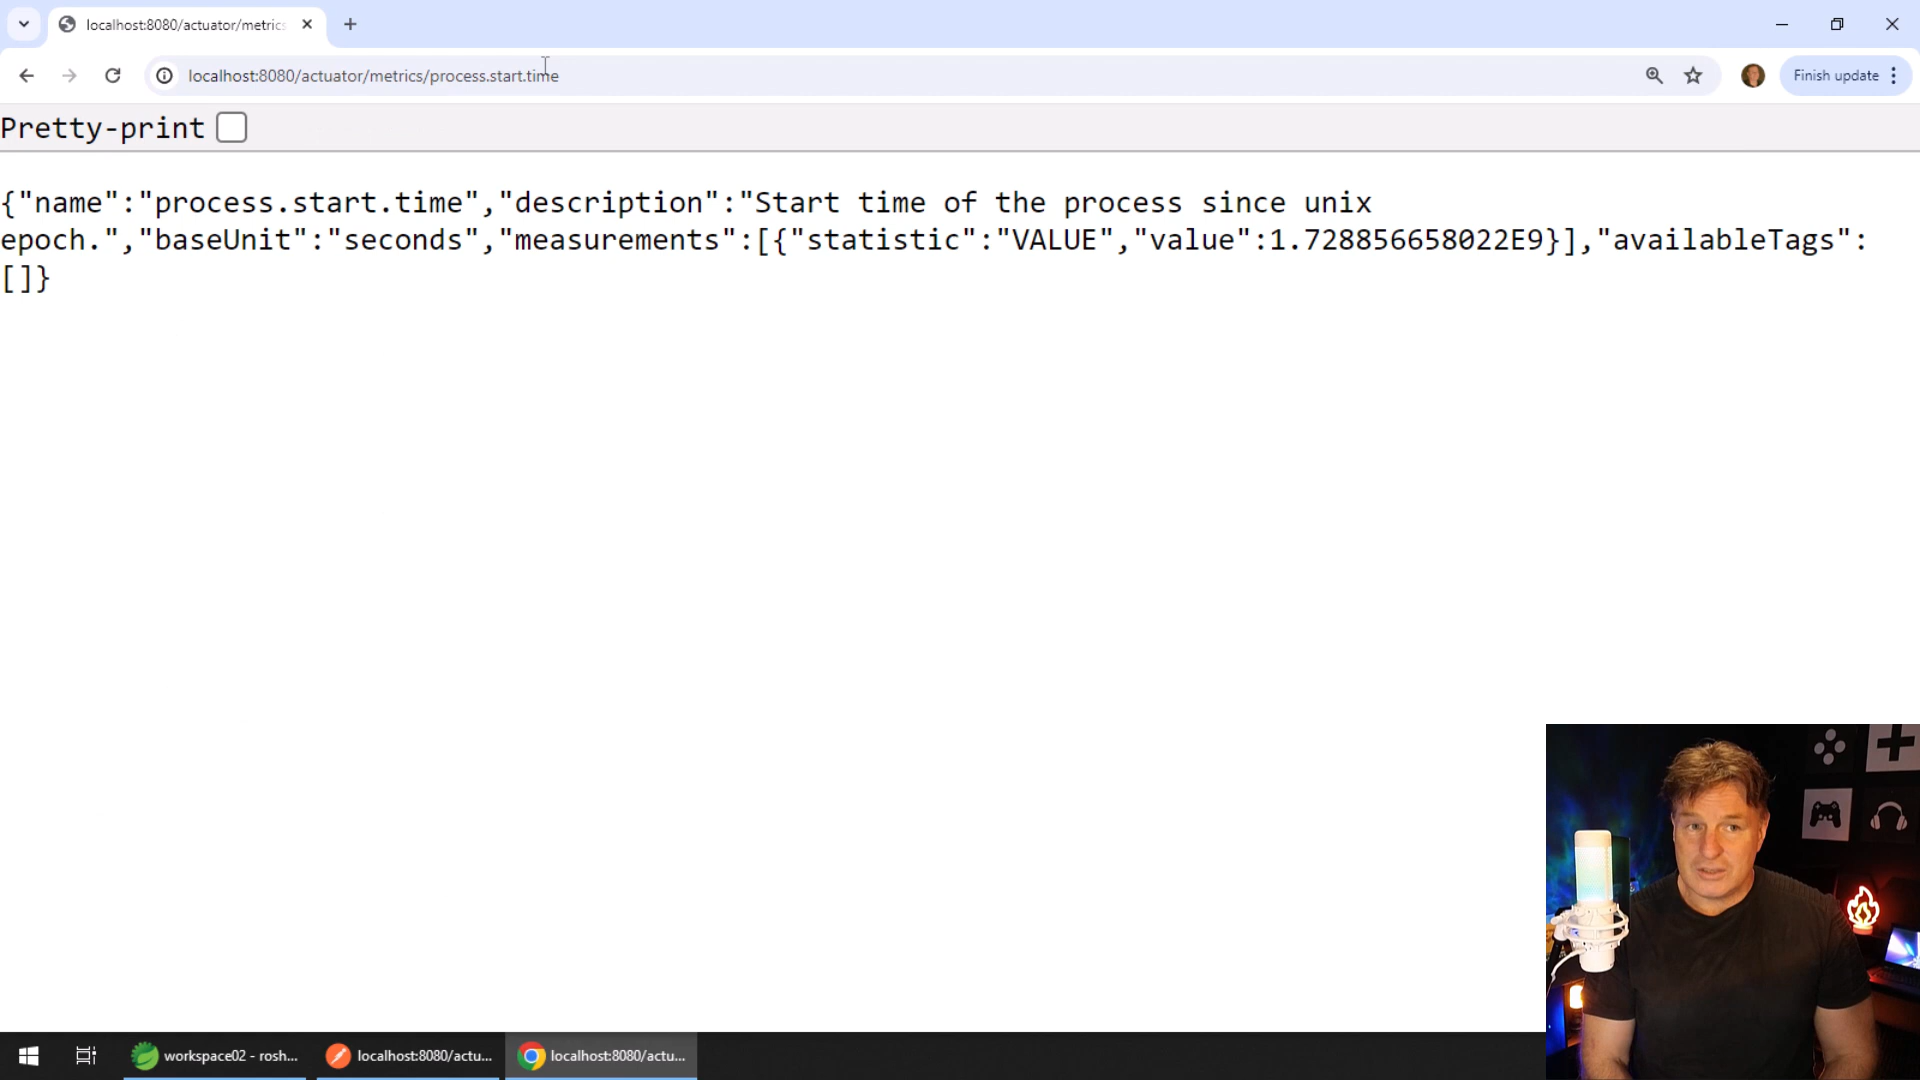 localhost:8080/actuator/metrics
localhost:8080/actuator/metrics/process.start.time
Finish update
Pretty-print
{"name":"process.start.time","description":"Start time of the process since unix
epoch.","baseUnit":"seconds","measurements":[{"statistic":"VALUE","value":1.728856658022E9}],"availableTags":
[]}
workspace02 - rosh...
localhost:8080/actu...
localhost:8080/actu...